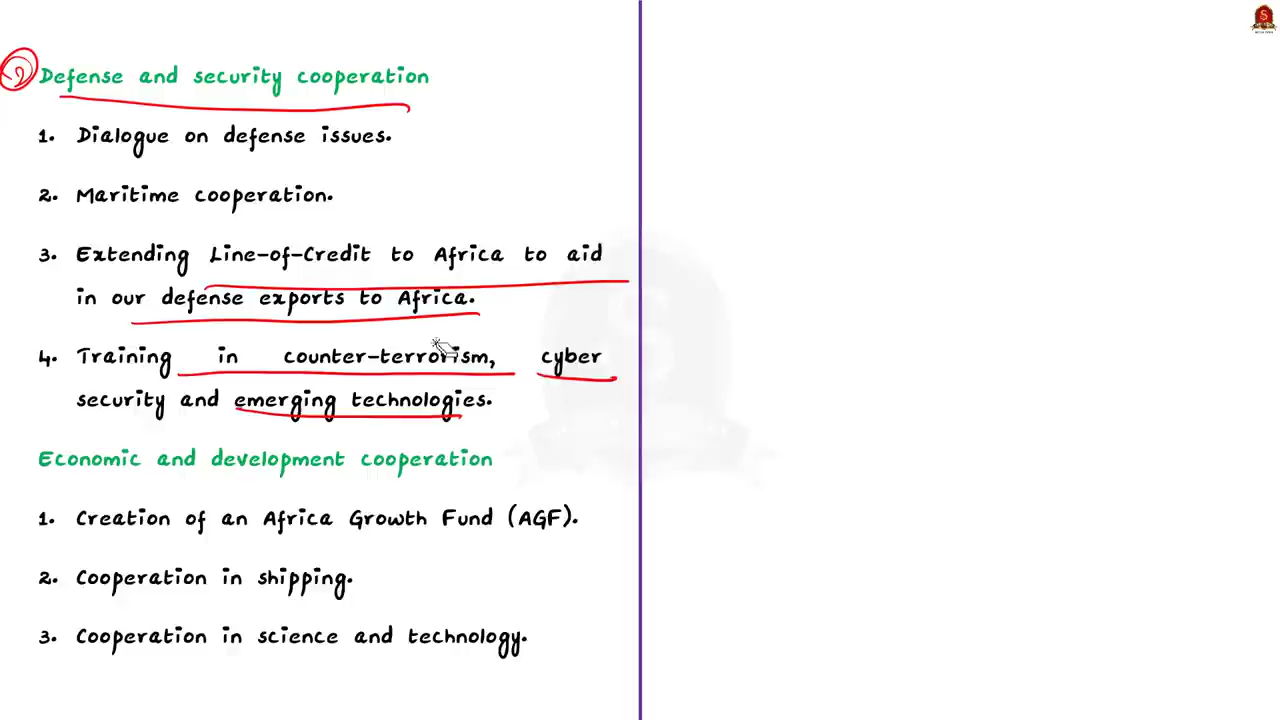 Defense and security cooperation
1. Dialogue on defense issues.
2. Maritime cooperation.
3. Extending Line-of-Credit to Africa to aid
in our defense exports to Africa.
4. Training in counter-terrorism, cyber
security and emerging technologies.
Economic and development cooperation
1. Creation of an Africa Growth Fund (AGF).
2. Cooperation in shipping.
3. Cooperation in science and technology.